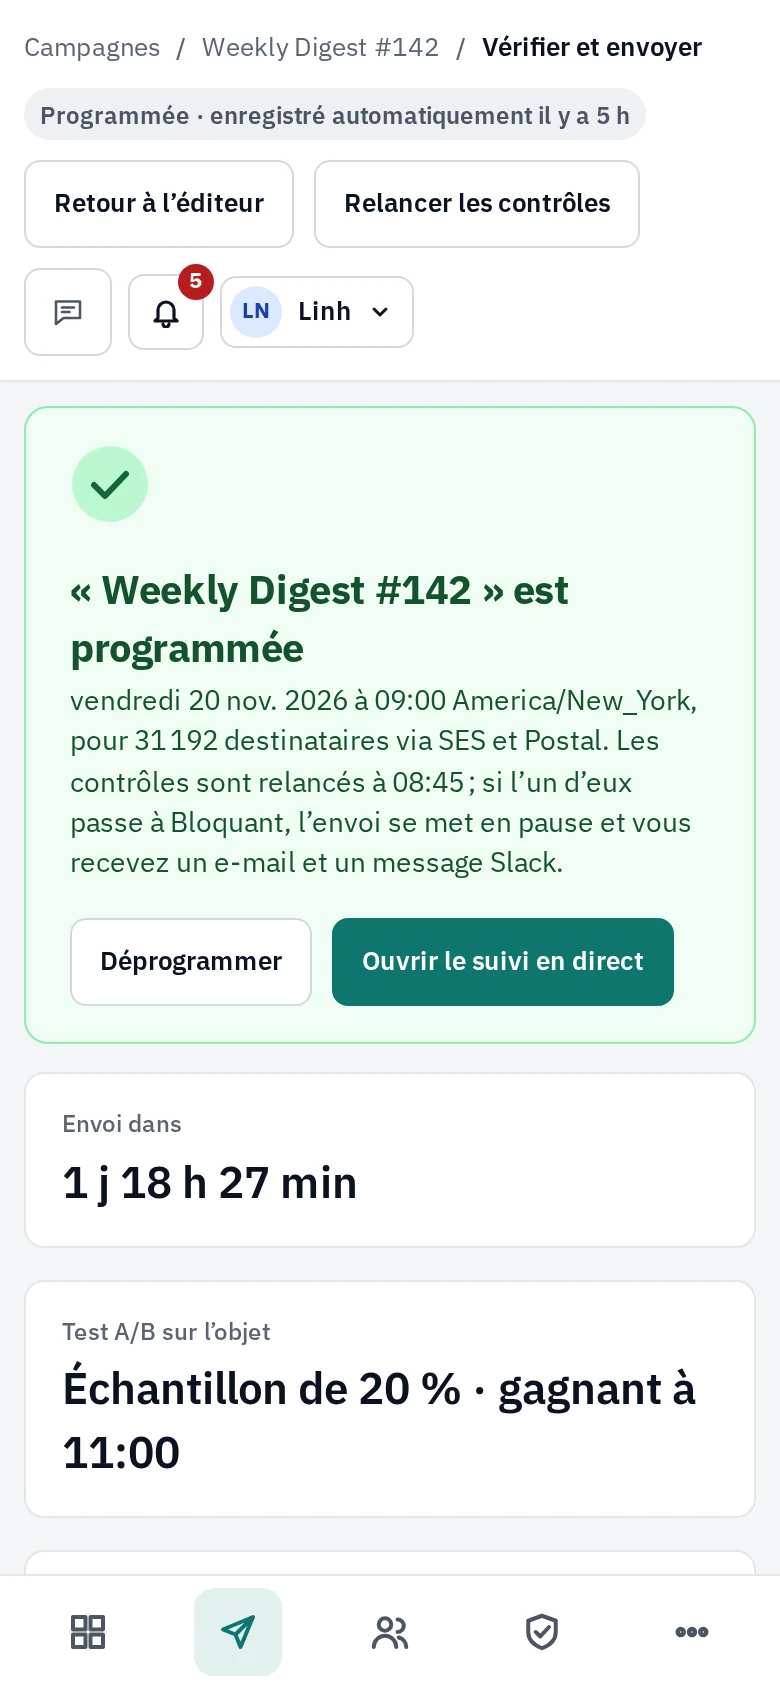 Campagnes / Weekly Digest #142 / Vérifier et envoyer
Programmée · enregistré automatiquement il y a 5 h
Retour à l’éditeur
Relancer les contrôles
5
LN Linh
« Weekly Digest #142 » est
programmée
vendredi 20 nov. 2026 à 09:00 America/New_York,
pour 31 192 destinataires via SES et Postal. Les
contrôles sont relancés à 08:45 ; si l’un d’eux
passe à Bloquant, l’envoi se met en pause et vous
recevez un e-mail et un message Slack.
Déprogrammer
Ouvrir le suivi en direct
Envoi dans
1 j 18 h 27 min
Test A/B sur l’objet
Échantillon de 20 % · gagnant à
11:00